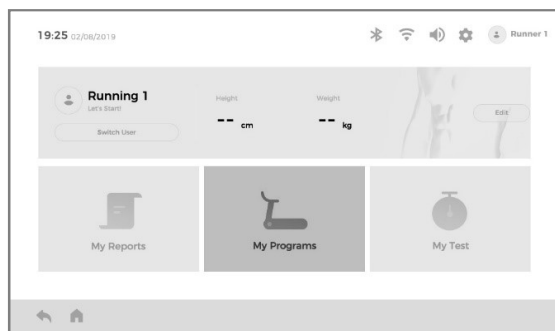 19:25 02/08/2019
Runner 1
Running 1
Let's Start!
Switch User
Height
-- cm
Weight
-- kg
Edit
My Reports
My Programs
My Test